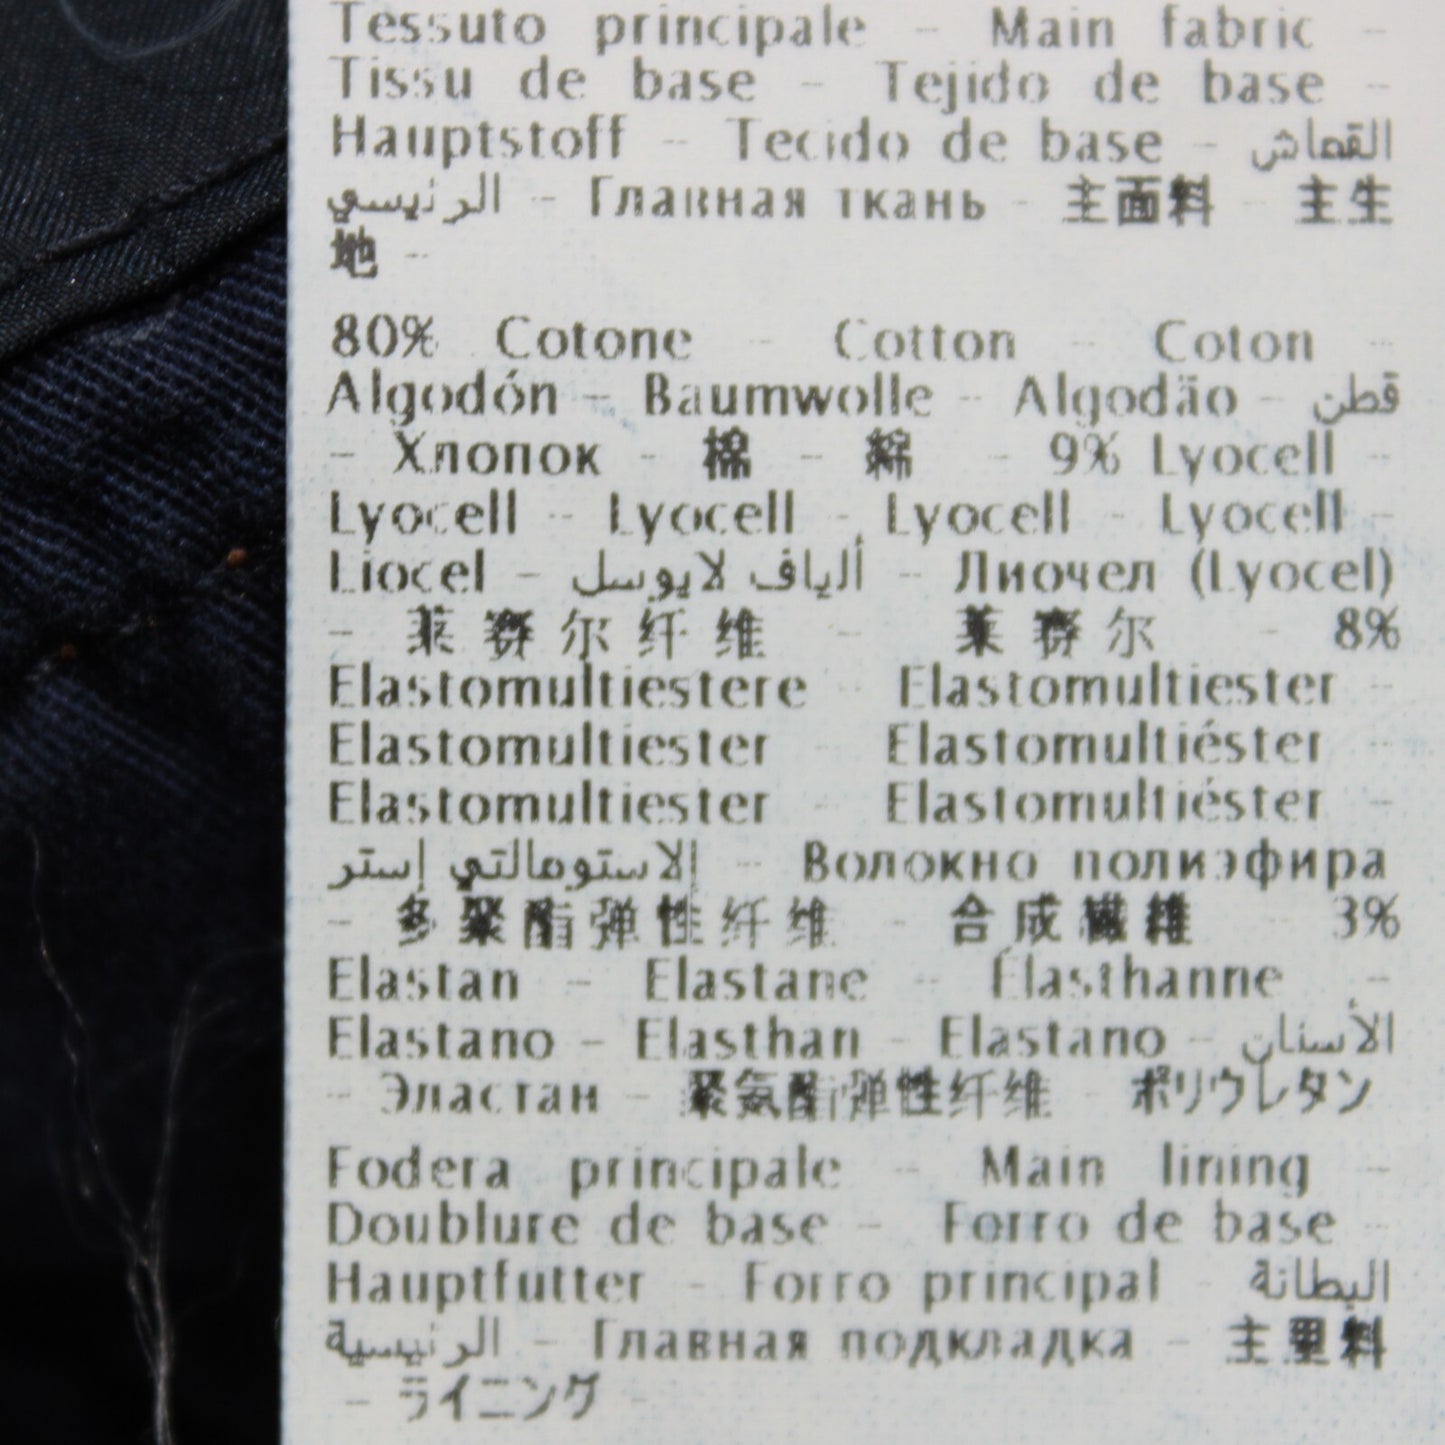 Tessuto principale - Main fabric -
Tissu de base - Tejido de base -
Hauptstoff - Tecido de base - القماش
الرئيسي - Главная ткань - 主面料 - 主生
地 -
80% Cotone - Cotton - Coton -
Algodón - Baumwolle - Algodão - قطن
- Хлопок - 棉 - 綿 - 9% Lyocell -
Lyocell - Lyocell - Lyocell - Lyocell -
Liocel - ألياف لايوسل - Лиочел (Lyocel)
- 莱赛尔纤维 - 莱赛尔 - 8%
Elastomultiestere - Elastomultiester -
Elastomultiester - Elastomultiéster -
Elastomultiester - Elastomultiéster -
الاستومالتي إستر - Волокно полиэфира
- 多聚酯弹性纤维 - 合成繊維 3%
Elastan - Elastane - Élasthanne -
Elastano - Elasthan - Elastano - الأستان
- Эластан - 聚氨酯弹性纤维 - ポリウレタン
Fodera principale - Main lining -
Doublure de base - Forro de base -
Hauptfutter - Forro principal - البطانة
الرئيسية - Главная подкладка - 主里料
- ライニング -